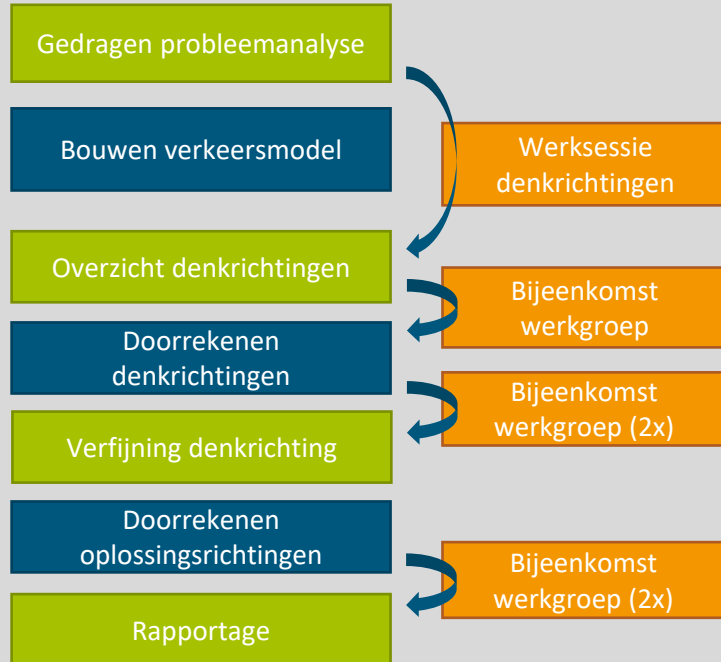 Gedragen probleemanalyse
Bouwen verkeersmodel
Werksessie
denkrichtingen
Overzicht denkrichtingen
Bijeenkomst
werkgroep
Doorrekenen
denkrichtingen
Bijeenkomst
werkgroep (2x)
Verfijning denkrichting
Doorrekenen
oplossingsrichtingen
Bijeenkomst
werkgroep (2x)
Rapportage